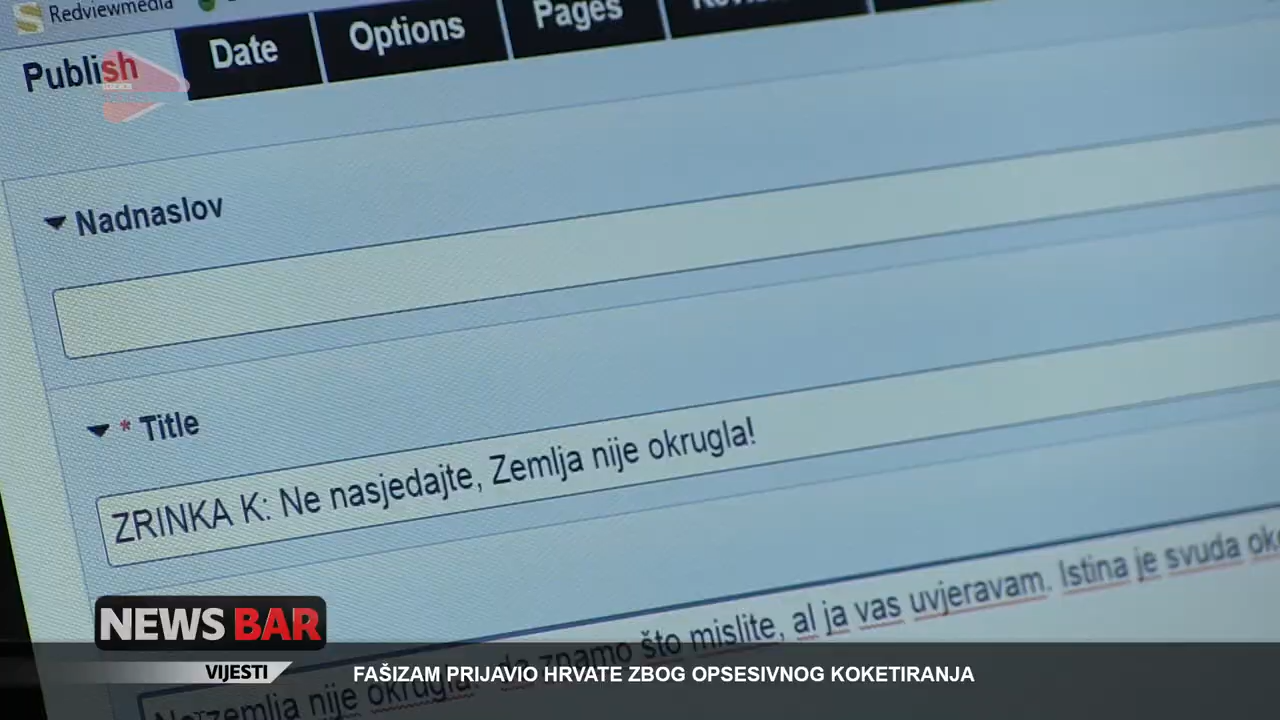 Redviewmedia
Publish
Date
Options
Pages
Nadnaslov
* Title
ZRINKA K: Ne nasjedajte, Zemlja nije okrugla!
zemlja nije okrugla! da znamo što mislite, al ja vas uvjeravam. Istina je svuda
NEWS BAR
VIJESTI
FAŠIZAM PRIJAVIO HRVATE ZBOG OPSESIVNOG KOKETIRANJA